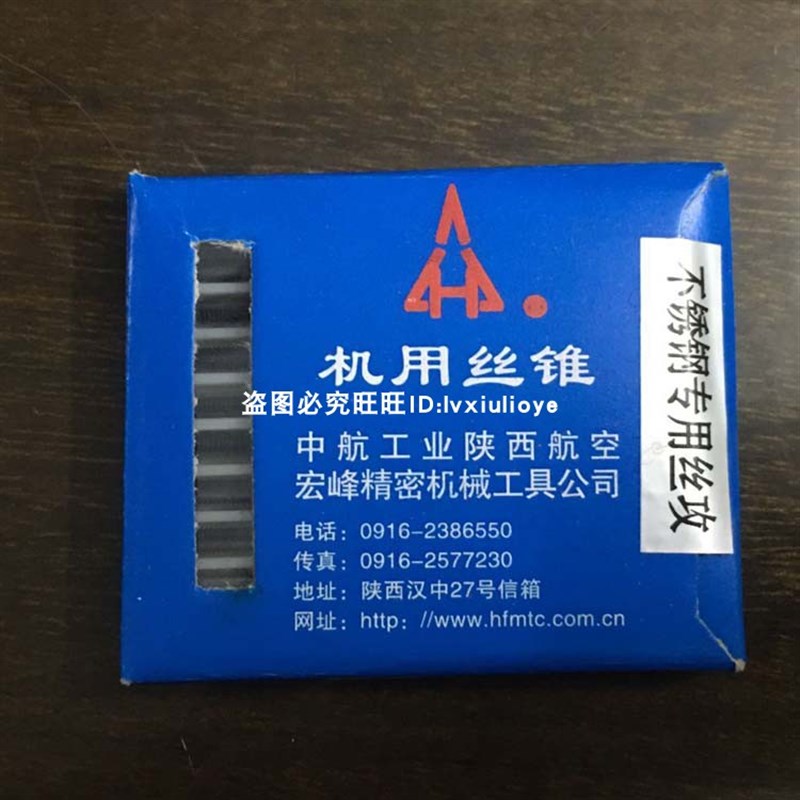 机用丝锥
盗图必究旺旺ID:lvxiulioye
中航工业陕西航空
宏峰精密机械工具公司
电话：0916-2386550
传真：0916-2577230
地址：陕西汉中27号信箱
网址：http：//www.hfmtc.com.cn
不锈钢专用丝攻